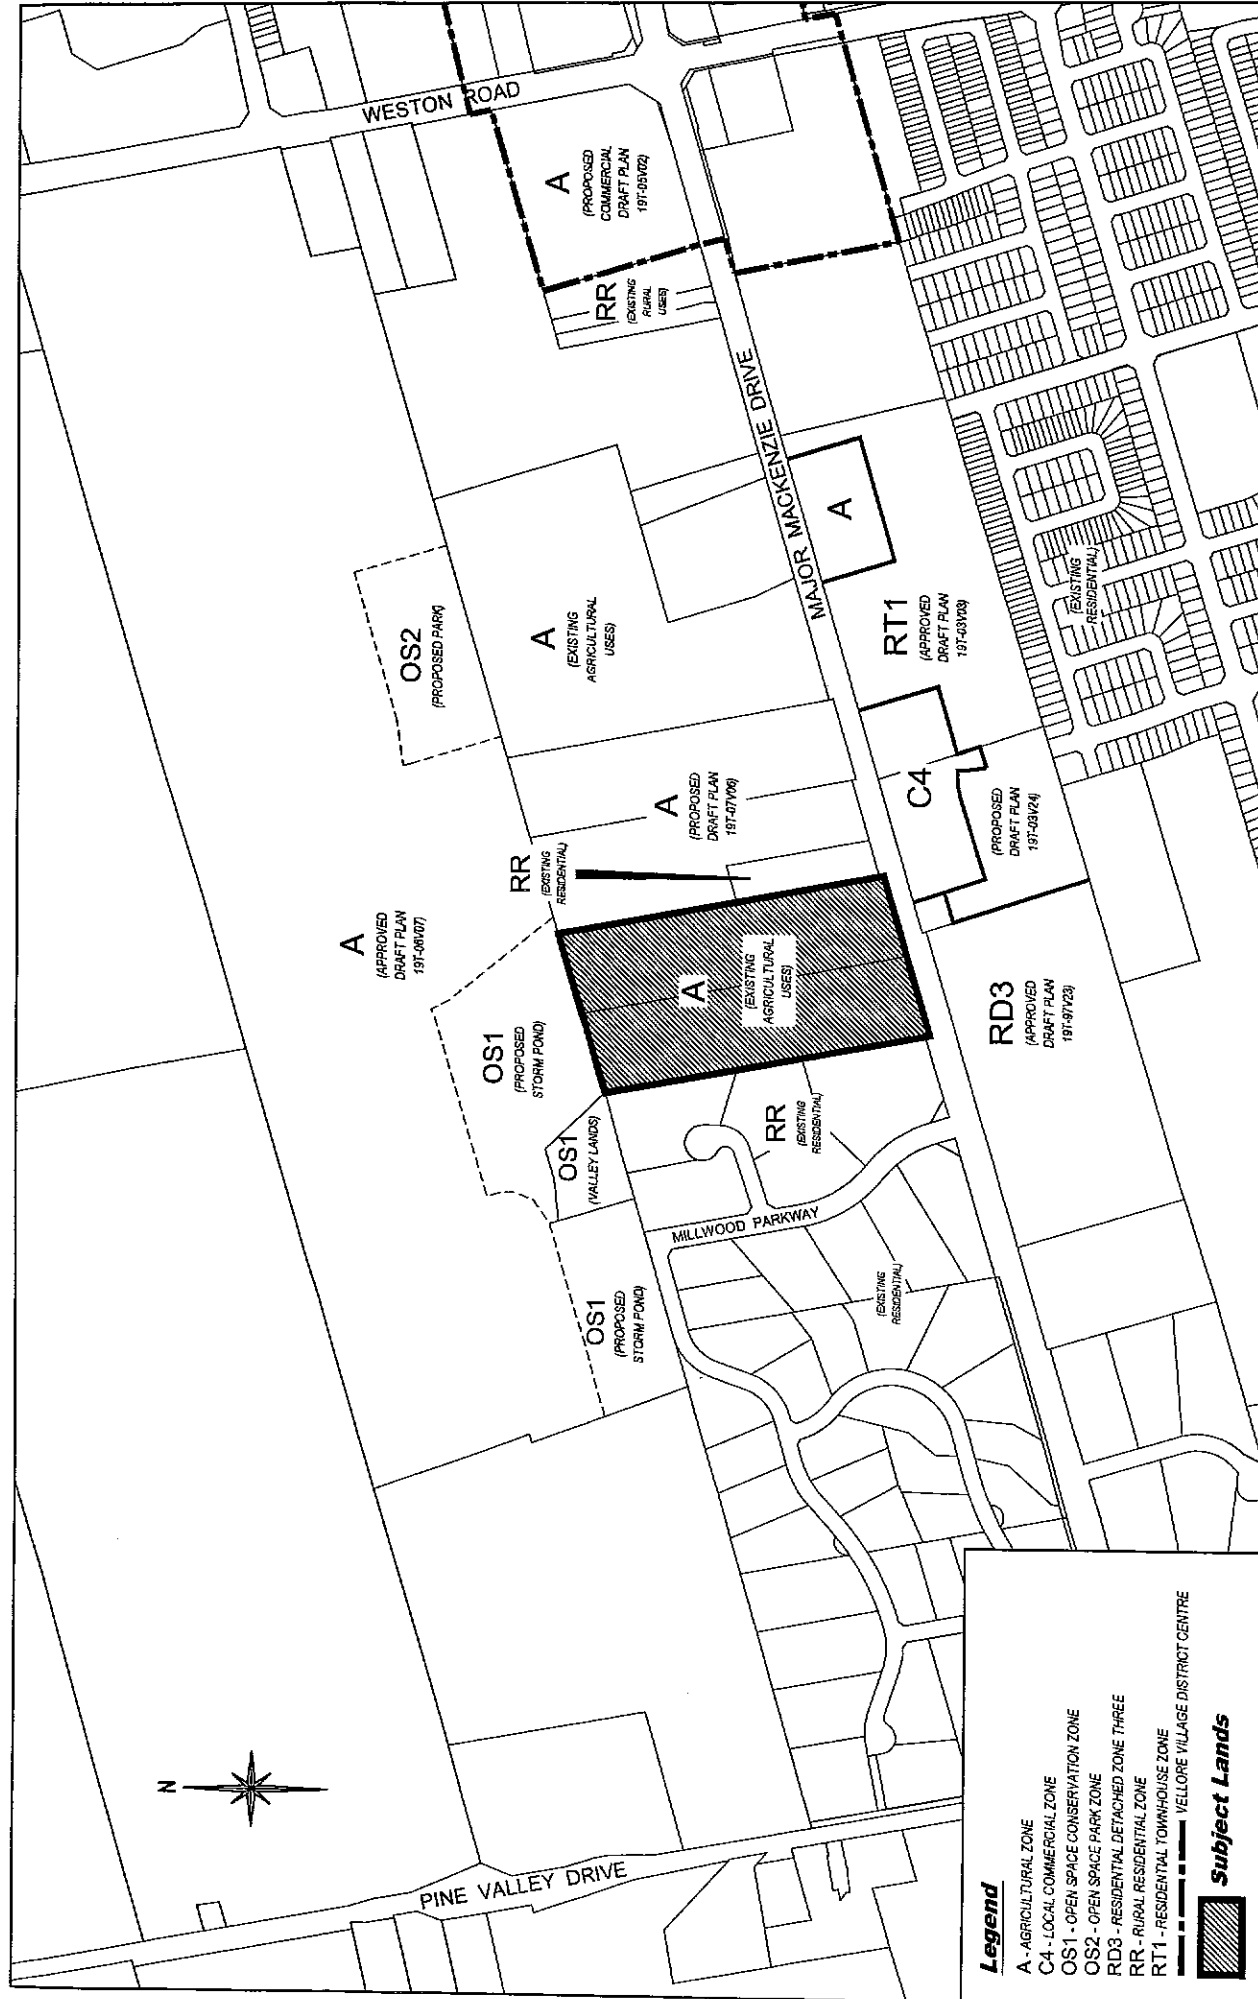 WESTON ROAD
A
(PROPOSED
COMMERCIAL
DRAFT PLAN
19T-05V02)
RR
(EXISTING
RURAL
USES)
MAJOR MACKENZIE DRIVE
A
OS2
(PROPOSED PARK)
A
(EXISTING
AGRICULTURAL
USES)
RT1
(APPROVED
DRAFT PLAN
19T-03V03)
(EXISTING
RESIDENTIAL)
A
(PROPOSED
DRAFT PLAN
19T-07V06)
C4
(PROPOSED
DRAFT PLAN
19T-03V24)
RR
(EXISTING
RESIDENTIAL)
A
(APPROVED
DRAFT PLAN
19T-06V07)
A
(EXISTING
AGRICULTURAL
USES)
OS1
(PROPOSED
STORM POND)
RD3
(APPROVED
DRAFT PLAN
19T-97V23)
OS1
(VALLEY LANDS)
RR
(EXISTING
RESIDENTIAL)
MILLWOOD PARKWAY
OS1
(PROPOSED
STORM POND)
(EXISTING
RESIDENTIAL)
N
PINE VALLEY DRIVE
Legend
A - AGRICULTURAL ZONE
C4 - LOCAL COMMERCIAL ZONE
OS1 - OPEN SPACE CONSERVATION ZONE
OS2 - OPEN SPACE PARK ZONE
RD3 - RESIDENTIAL DETACHED ZONE THREE
RR - RURAL RESIDENTIAL ZONE
RT1 - RESIDENTIAL TOWNHOUSE ZONE
VELLORE VILLAGE DISTRICT CENTRE
Subject Lands